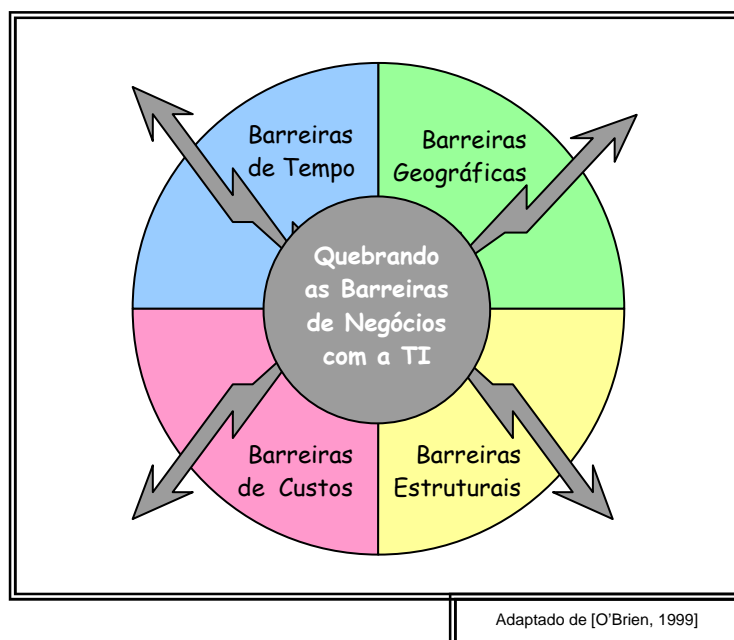 Barreiras
de Tempo
Barreiras
Geográficas
Quebrando
as Barreiras
de Negócios
com a TI
Barreiras
de Custos
Barreiras
Estruturais
Adaptado de [O'Brien, 1999]